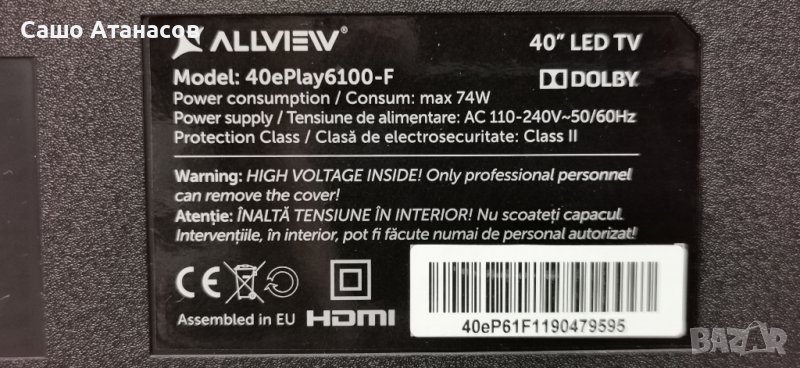 Сашо Атанасов
ALLVIEW®
40” LED TV
Model: 40ePlay6100-F
DOLBY
Power consumption / Consum: max 74W
Power supply / Tensiune de alimentare: AC 110-240V~50/60Hz
Protection Class / Clasă de electrosecuritate: Class II
Warning: HIGH VOLTAGE INSIDE! Only professional personnel
can remove the cover!
Atenție: ÎNALTĂ TENSIUNE ÎN INTERIOR! Nu scoateți capacul.
Intervențiile, în interior, pot fi făcute numai de personal autorizat!
CE
Assembled in EU
HDMI
40eP61F1190479595
BAZAR